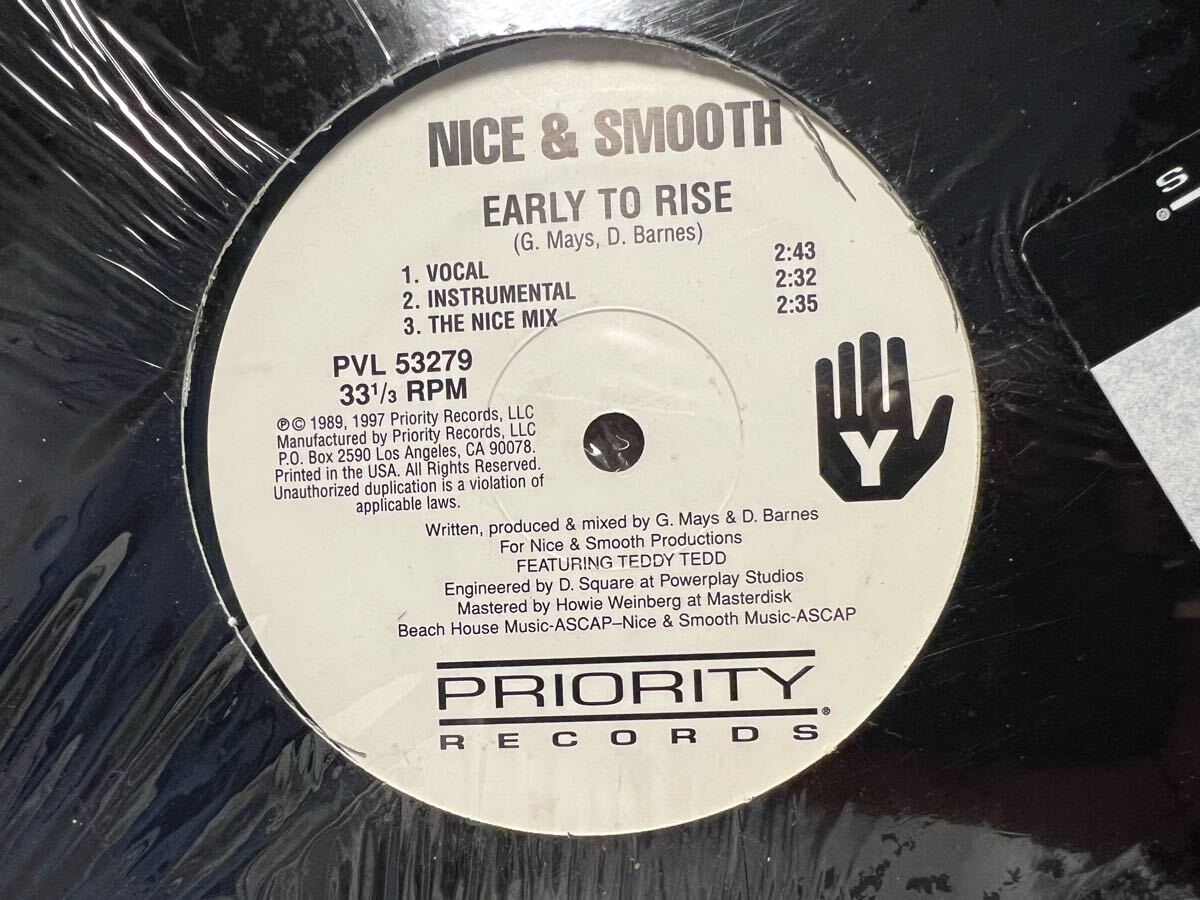 NICE & SMOOTH
EARLY TO RISE
(G. Mays, D. Barnes)
1. VOCAL 2:43
2. INSTRUMENTAL 2:32
3. THE NICE MIX 2:35
PVL 53279
33 1/3 RPM
℗© 1989, 1997 Priority Records, LLC
Manufactured by Priority Records, LLC
P.O. Box 2590 Los Angeles, CA 90078.
Printed in the USA. All Rights Reserved.
Unauthorized duplication is a violation of
applicable laws.
Y
Written, produced & mixed by G. Mays & D. Barnes
For Nice & Smooth Productions
FEATURING TEDDY TEDD
Engineered by D. Square at Powerplay Studios
Mastered by Howie Weinberg at Masterdisk
Beach House Music-ASCAP–Nice & Smooth Music-ASCAP
PRIORITY®
RECORDS